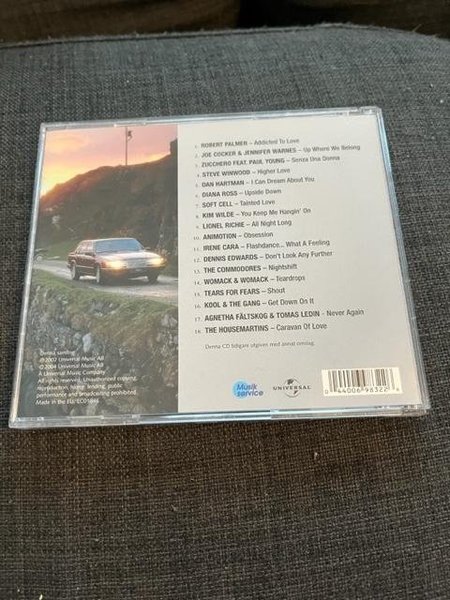 1. ROBERT PALMER – Addicted To Love
2. JOE COCKER & JENNIFER WARNES – Up Where We Belong
3. ZUCCHERO FEAT. PAUL YOUNG – Senza Una Donna
4. STEVE WINWOOD – Higher Love
5. DAN HARTMAN – I Can Dream About You
6. DIANA ROSS – Upside Down
7. SOFT CELL – Tainted Love
8. KIM WILDE – You Keep Me Hangin' On
9. LIONEL RICHIE – All Night Long
10. ANIMOTION – Obsession
11. IRENE CARA – Flashdance... What A Feeling
12. DENNIS EDWARDS – Don't Look Any Further
13. THE COMMODORES – Nightshift
14. WOMACK & WOMACK – Teardrops
15. TEARS FOR FEARS – Shout
16. KOOL & THE GANG – Get Down On It
17. AGNETHA FÄLTSKOG & TOMAS LEDIN – Never Again
18. THE HOUSEMARTINS – Caravan Of Love
Denna CD tidigare utgiven med annat omslag.
Denna samling
℗ 2002 Universal Music AB
© 2004 Universal Music AB
A Universal Music Company
All rights reserved. Unauthorized copying,
reproduction, hiring, lending, public
performance and broadcasting prohibited.
Made in the EU.
Musik
service
UNIVERSAL
0 44006 98322